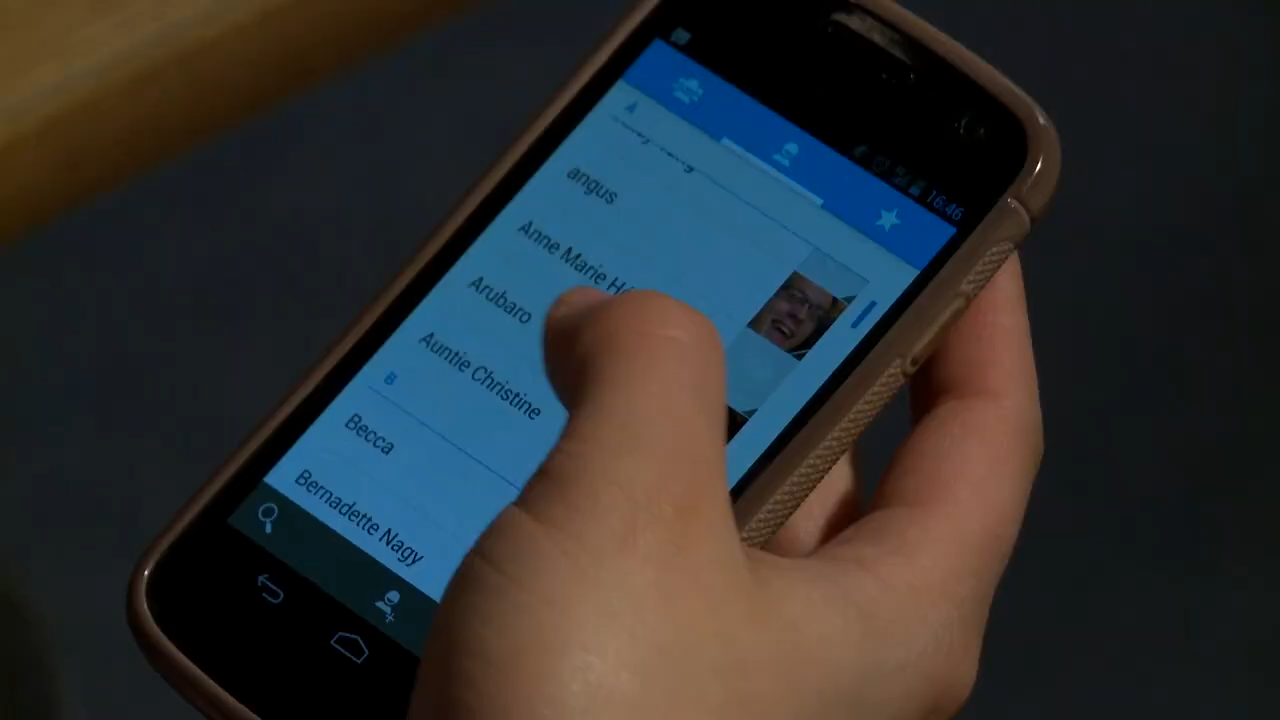 16:46
A
angus
Anne Marie
Arubaro
Auntie Christine
B
Becca
Bernadette Nagy